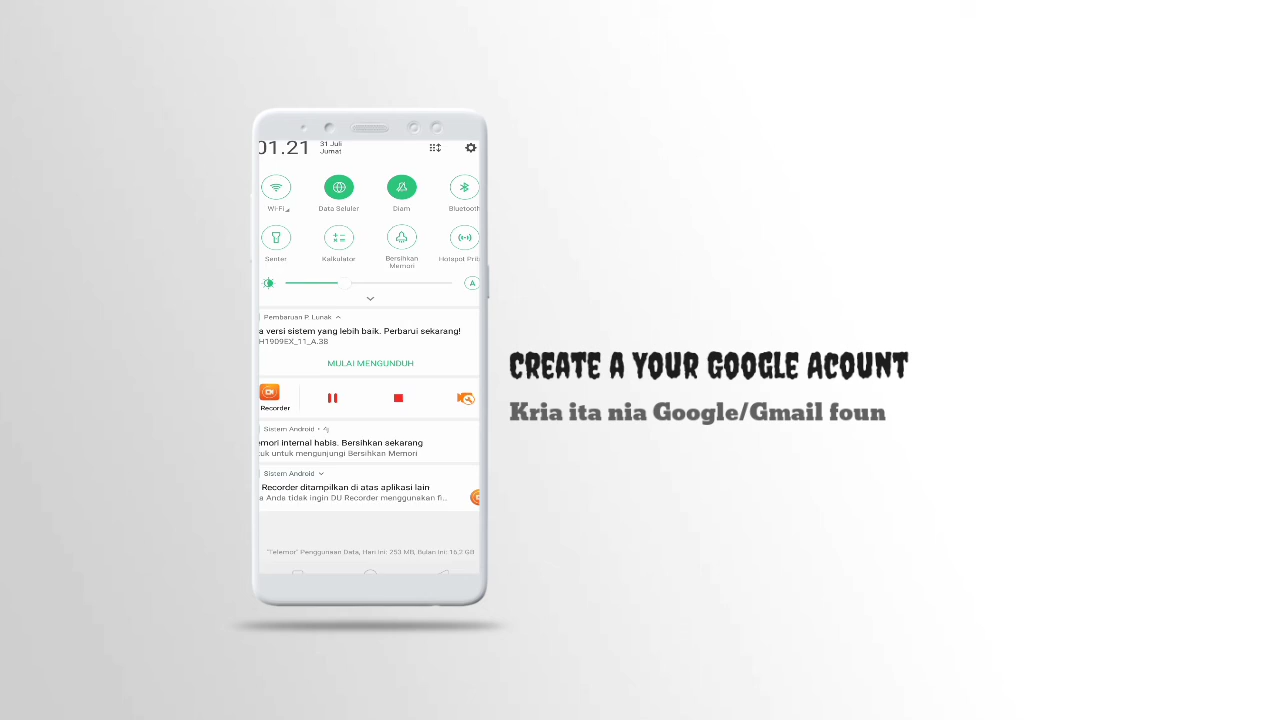 01.21
31 Juli
Jumat
Wi-Fi
Data Seluler
Diam
Bluetooth
Senter
Kalkulator
Bersihkan
Memori
Hotspot Prib
A
Pembaruan P. Lunak
a versi sistem yang lebih baik. Perbarui sekarang!
H1909EX_11_A.38
MULAI MENGUNDUH
Recorder
Sistem Android
emori internal habis. Bersihkan sekarang
tuk untuk mengunjungi Bersihkan Memori
Sistem Android
Recorder ditampilkan di atas aplikasi lain
a Anda tidak ingin DU Recorder menggunakan fi...
"Telemor" Penggunaan Data, Hari Ini: 253 MB, Bulan Ini: 16,2 GB
CREATE A YOUR GOOGLE ACOUNT
Kria ita nia Google/Gmail foun